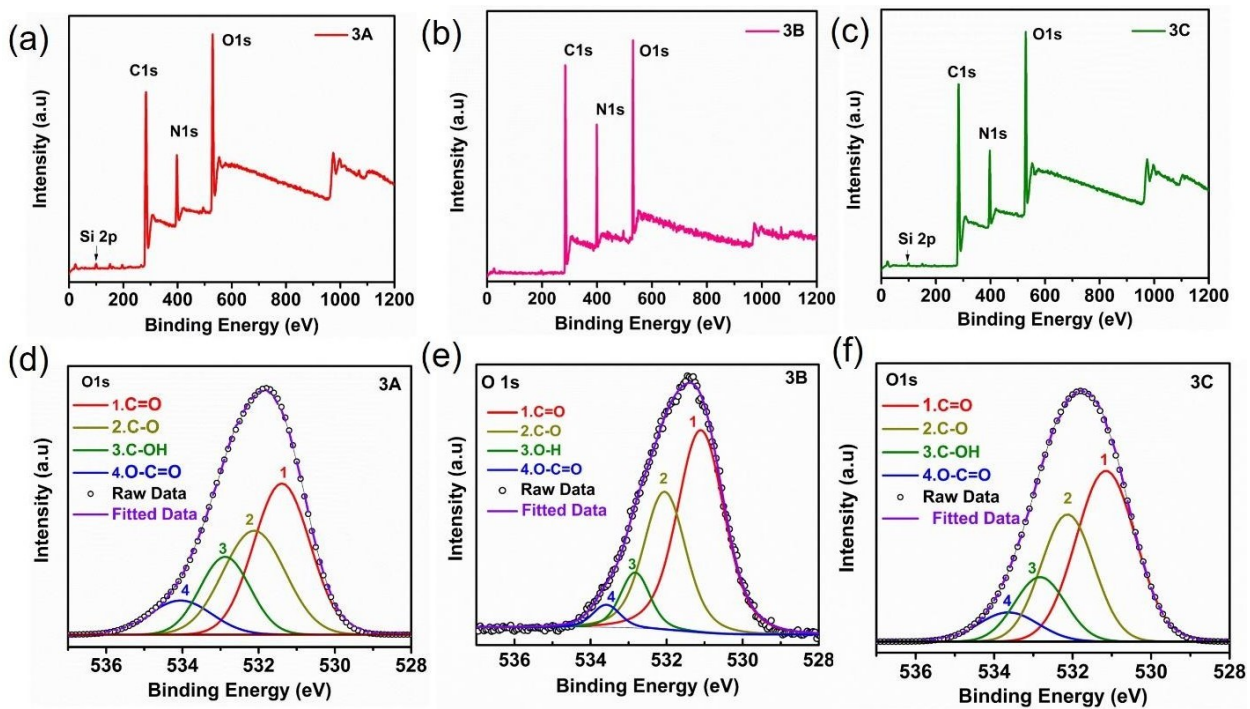 (a)
3A
O1s
C1s
N1s
Si 2p
Intensity (a.u)
0 200 400 600 800 1000 1200
Binding Energy (eV)
(b)
3B
O1s
C1s
N1s
Intensity (a.u)
0 200 400 600 800 1000 1200
Binding Energy (eV)
(c)
3C
O1s
C1s
N1s
Si 2p
Intensity (a.u)
0 200 400 600 800 1000 1200
Binding Energy (eV)
(d)
O1s
3A
1.C=O
2.C-O
3.C-OH
4.O-C=O
Raw Data
Fitted Data
1
2
3
4
Intensity (a.u)
536 534 532 530 528
Binding Energy (eV)
(e)
O 1s
3B
1.C=O
2.C-O
3.O-H
4.O-C=O
Raw Data
Fitted Data
1
2
3
4
Intensity (a.u)
536 534 532 530 528
Binding Energy (eV)
(f)
O1s
3C
1.C=O
2.C-O
3.C-OH
4.O-C=O
Raw Data
Fitted Data
1
2
3
4
Intensity (a.u)
536 534 532 530 528
Binding Energy (eV)